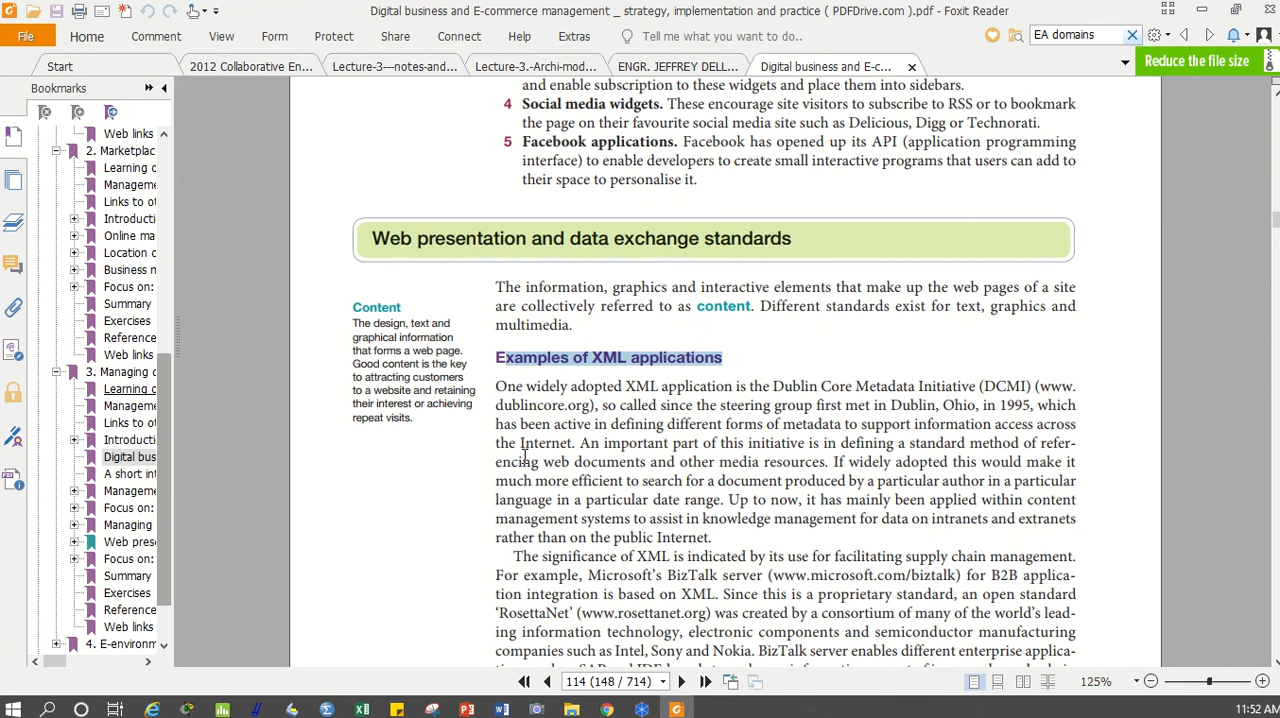 Digital business and E-commerce management _ strategy, implementation and practice ( PDFDrive.com ).pdf - Foxit Reader
File Home Comment View Form Protect Share Connect Help Extras Tell me what you want to do.. EA domains
Start 2012 Collaborative En... Lecture-3---notes-and... Lecture-3.-Archimod... ENGR. JEFFREY DELL... Digital business and E-c... Reduce the file size
Bookmarks
Web links
2. Marketplac
Learning o
Manageme
Links to ot
Introducti
Online ma
Location o
Business m
Focus on:
Summary
Exercises
Reference
Web links
3. Managing d
Learning o
Manageme
Links to ot
Introducti
Digital bus
A short int
Manageme
Focus on:
Managing
Web prese
Focus on:
Summary
Exercises
Reference
Web links
4. E-environm
and enable subscription to these widgets and place them into sidebars.
4 Social media widgets. These encourage site visitors to subscribe to RSS or to bookmark
the page on their favourite social media site such as Delicious, Digg or Technorati.
5 Facebook applications. Facebook has opened up its API (application programming
interface) to enable developers to create small interactive programs that users can add to
their space to personalise it.
Web presentation and data exchange standards
Content
The design, text and
graphical information
that forms a web page.
Good content is the key
to attracting customers
to a website and retaining
their interest or achieving
repeat visits.
The information, graphics and interactive elements that make up the web pages of a site
are collectively referred to as content. Different standards exist for text, graphics and
multimedia.
Examples of XML applications
One widely adopted XML application is the Dublin Core Metadata Initiative (DCMI) (www.
dublincore.org), so called since the steering group first met in Dublin, Ohio, in 1995, which
has been active in defining different forms of metadata to support information access across
the Internet. An important part of this initiative is in defining a standard method of refer-
encing web documents and other media resources. If widely adopted this would make it
much more efficient to search for a document produced by a particular author in a particular
language in a particular date range. Up to now, it has mainly been applied within content
management systems to assist in knowledge management for data on intranets and extranets
rather than on the public Internet.
The significance of XML is indicated by its use for facilitating supply chain management.
For example, Microsoft's BizTalk server (www.microsoft.com/biztalk) for B2B applica-
tion integration is based on XML. Since this is a proprietary standard, an open standard
'RosettaNet' (www.rosettanet.org) was created by a consortium of many of the world's lead-
ing information technology, electronic components and semiconductor manufacturing
companies such as Intel, Sony and Nokia. BizTalk server enables different enterprise applica-
114 (148 / 714) 125%
11:52 AM